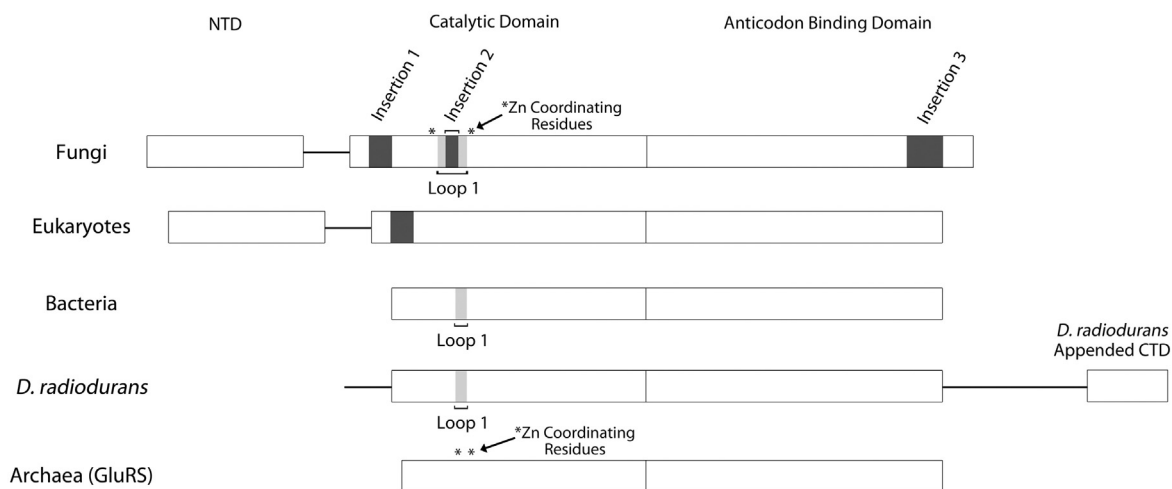 NTD
Catalytic Domain
Anticodon Binding Domain
Insertion 1
Insertion 2
Insertion 3
*Zn Coordinating
Residues
*
*
Fungi
Loop 1
Eukaryotes
Bacteria
Loop 1
D. radiodurans
Appended CTD
D. radiodurans
Loop 1
*Zn Coordinating
Residues
* *
Archaea (GluRS)